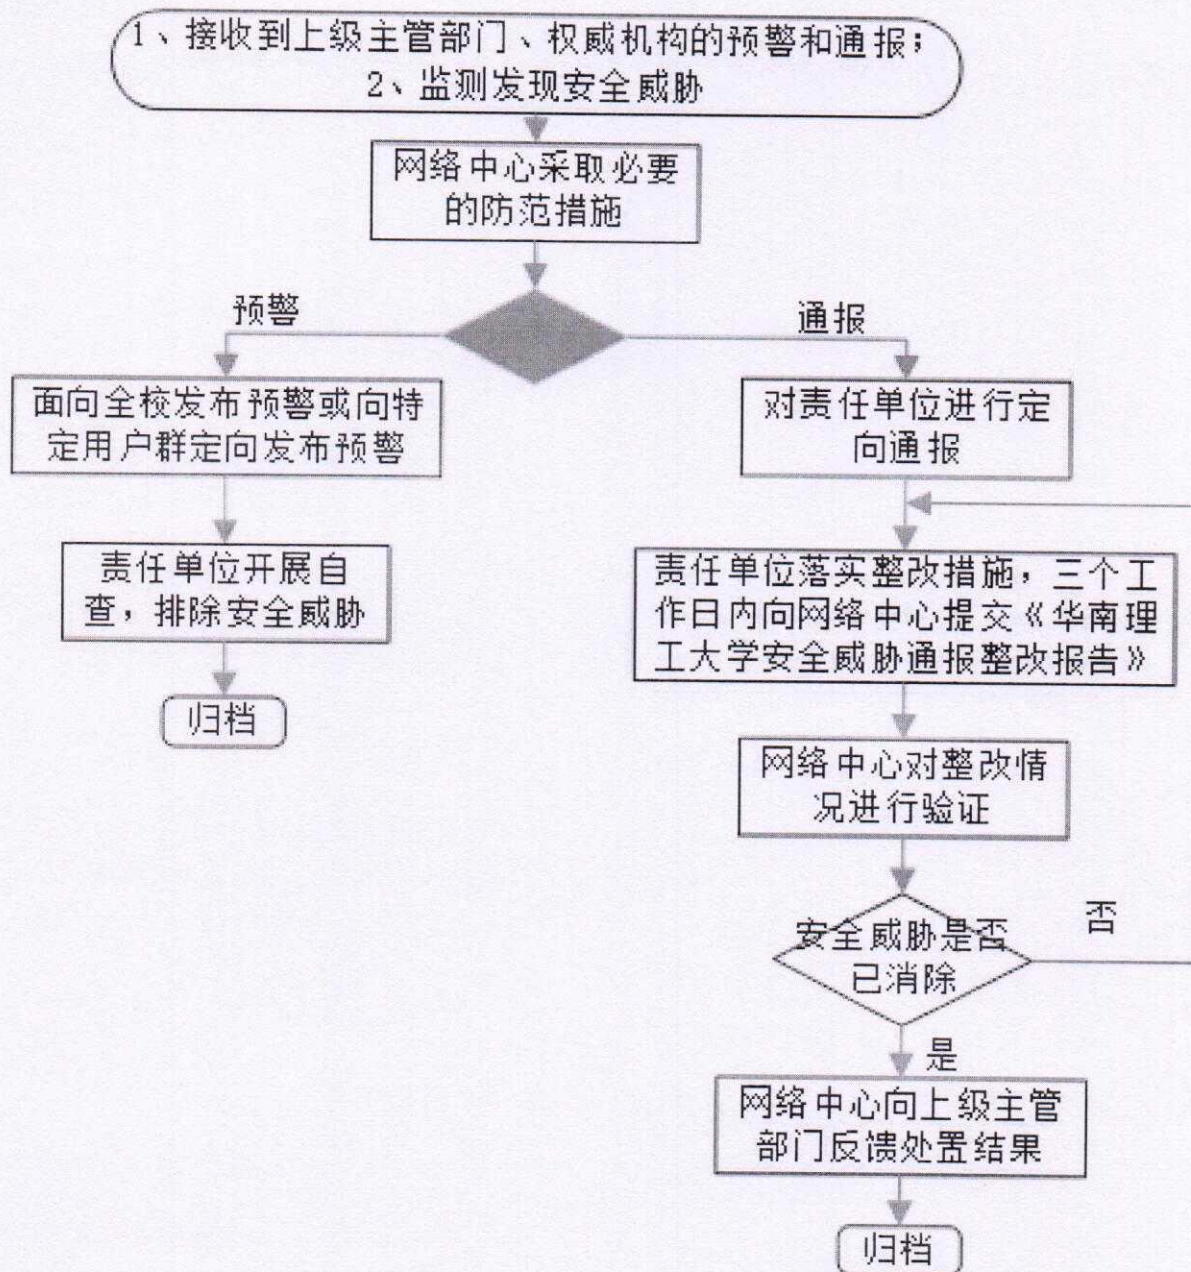 1、接收到上级主管部门、权威机构的预警和通报；
2、监测发现安全威胁
网络中心采取必要
的防范措施
预警
通报
面向全校发布预警或向特
定用户群定向发布预警
责任单位开展自
查，排除安全威胁
归档
对责任单位进行定
向通报
责任单位落实整改措施，三个工
作日内向网络中心提交《华南理
工大学安全威胁通报整改报告》
网络中心对整改情
况进行验证
安全威胁是否
已消除
否
是
网络中心向上级主管
部门反馈处置结果
归档